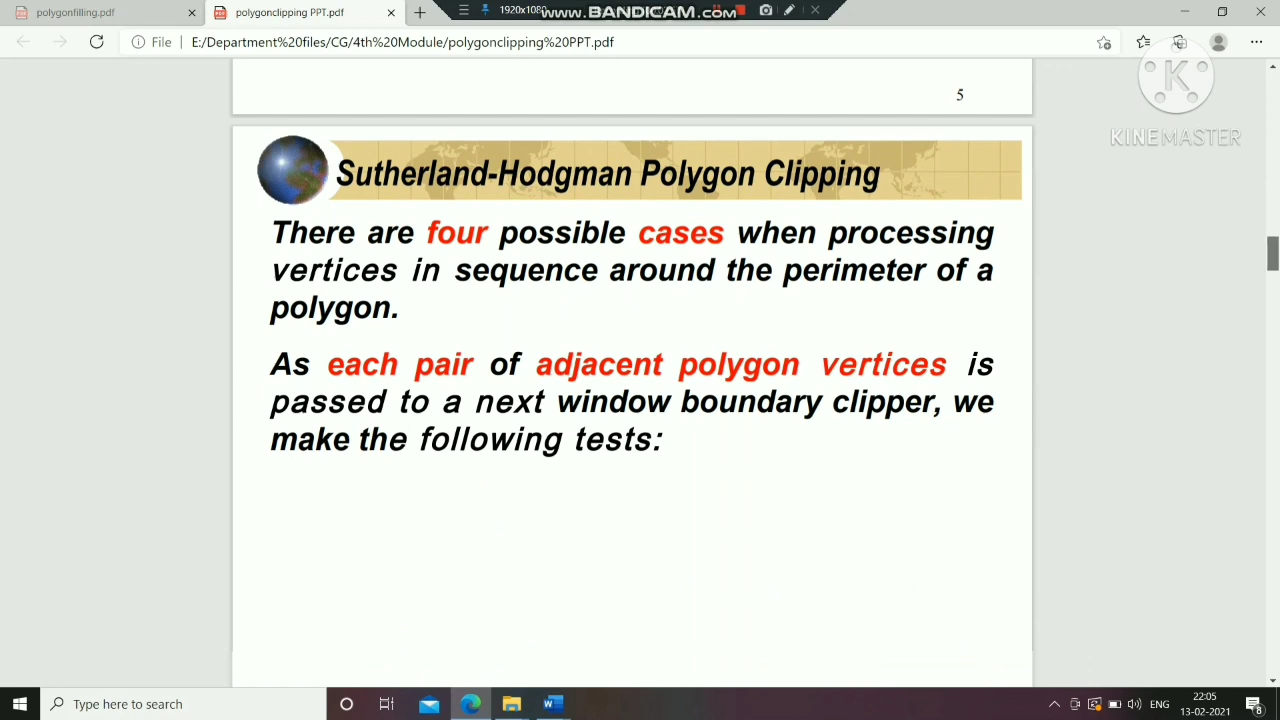 polygonfilling.pdf
polygonclipping PPT.pdf
1920x1080
www.BANDICAM.com
File
E:/Department%20files/CG/4th%20Module/polygonclipping%20PPT.pdf
K
KINEMASTER
5
Sutherland-Hodgman Polygon Clipping
There are four possible cases when processing
vertices in sequence around the perimeter of a
polygon.
As each pair of adjacent polygon vertices is
passed to a next window boundary clipper, we
make the following tests:
Type here to search
ENG
22:05
13-02-2021
8